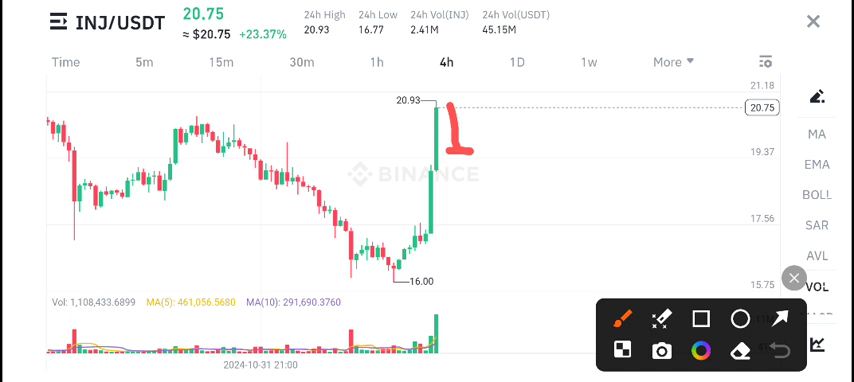 INJ/USDT
20.75
≈ $20.75 +23.37%
24h High
20.93
24h Low
16.77
24h Vol(INJ)
2.41M
24h Vol(USDT)
45.15M
Time 5m 15m 30m 1h 4h 1D 1w More
21.18
20.93
20.75
19.37
BINANCE
17.56
16.00
15.75
MA
EMA
BOLL
SAR
AVL
VOL
Vol: 1,108,433.6899 MA(5): 461,056.5680 MA(10): 291,690.3760
2024-10-31 21:00